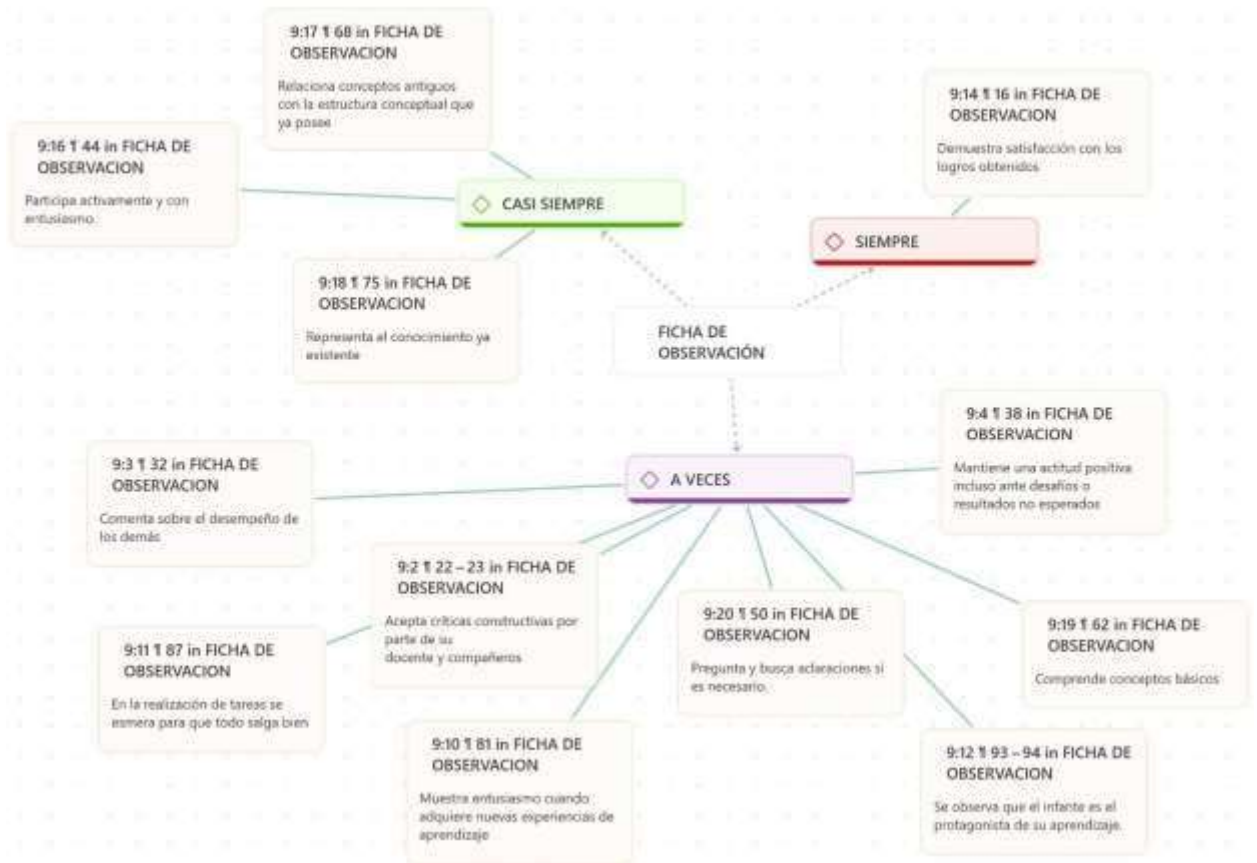 9:17 ¶ 68 in FICHA DE
OBSERVACION
Relaciona conceptos antiguos
con la estructura conceptual que
ya posee
9:14 ¶ 16 in FICHA DE
OBSERVACION
Demuestra satisfacción con los
logros obtenidos
9:16 ¶ 44 in FICHA DE
OBSERVACION
Participa activamente y con
entusiasmo.
CASI SIEMPRE
SIEMPRE
9:18 ¶ 75 in FICHA DE
OBSERVACION
Representa el conocimiento ya
existente
FICHA DE
OBSERVACIÓN
9:4 ¶ 38 in FICHA DE
OBSERVACION
Mantiene una actitud positiva
incluso ante desafíos o
resultados no esperados
9:3 ¶ 32 in FICHA DE
OBSERVACION
Comenta sobre el desempeño de
los demás
A VECES
9:2 ¶ 22 – 23 in FICHA DE
OBSERVACION
Acepta críticas constructivas por
parte de su
docente y compañeros
9:20 ¶ 50 in FICHA DE
OBSERVACION
Pregunta y busca aclaraciones si
es necesario.
9:19 ¶ 62 in FICHA DE
OBSERVACION
Comprende conceptos básicos
9:11 ¶ 87 in FICHA DE
OBSERVACION
En la realización de tareas se
esmera para que todo salga bien
9:10 ¶ 81 in FICHA DE
OBSERVACION
Muestra entusiasmo cuando
adquiere nuevas experiencias de
aprendizaje
9:12 ¶ 93 – 94 in FICHA DE
OBSERVACION
Se observa que el infante es el
protagonista de su aprendizaje.